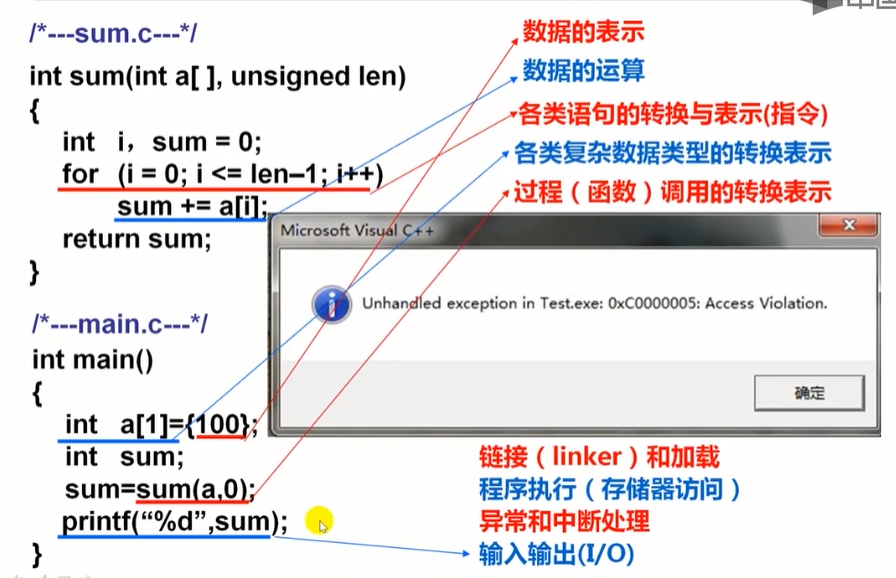 /*---sum.c---*/
int sum(int a[ ], unsigned len)
{
int i，sum = 0;
for (i = 0; i <= len–1; i++)
sum += a[i];
return sum;
}
/*---main.c---*/
int main()
{
int a[1]={100};
int sum;
sum=sum(a,0);
printf(“%d”,sum);
}
数据的表示
数据的运算
各类语句的转换与表示(指令)
各类复杂数据类型的转换表示
过程（函数）调用的转换表示
Microsoft Visual C++
Unhandled exception in Test.exe: 0xC0000005: Access Violation.
确定
链接（linker）和加载
程序执行（存储器访问）
异常和中断处理
输入输出(I/O)